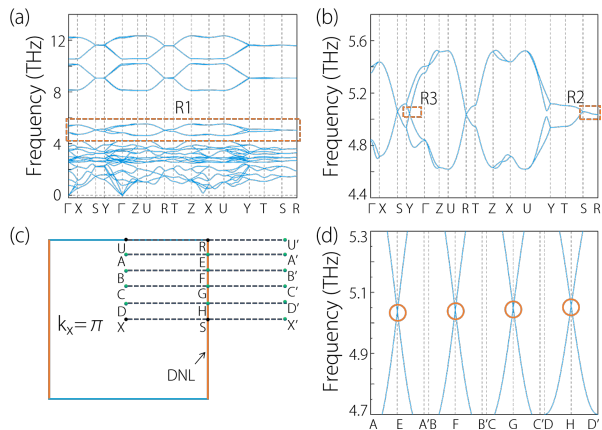 (a)
Frequency (THz)
12
8
4
0
R1
Γ X S Y Γ Z U R T Z X U Y T S R
(b)
Frequency (THz)
5.6
5.2
4.8
4.4
R3
R2
Γ X S Y Γ Z U R T Z X U Y T S R
(c)
U R U′
A E A′
B F B′
C G C′
D H D′
X S X′
kₓ=π
DNL
(d)
Frequency (THz)
5.3
5.1
4.9
4.7
A E A′B F B′C G C′D H D′